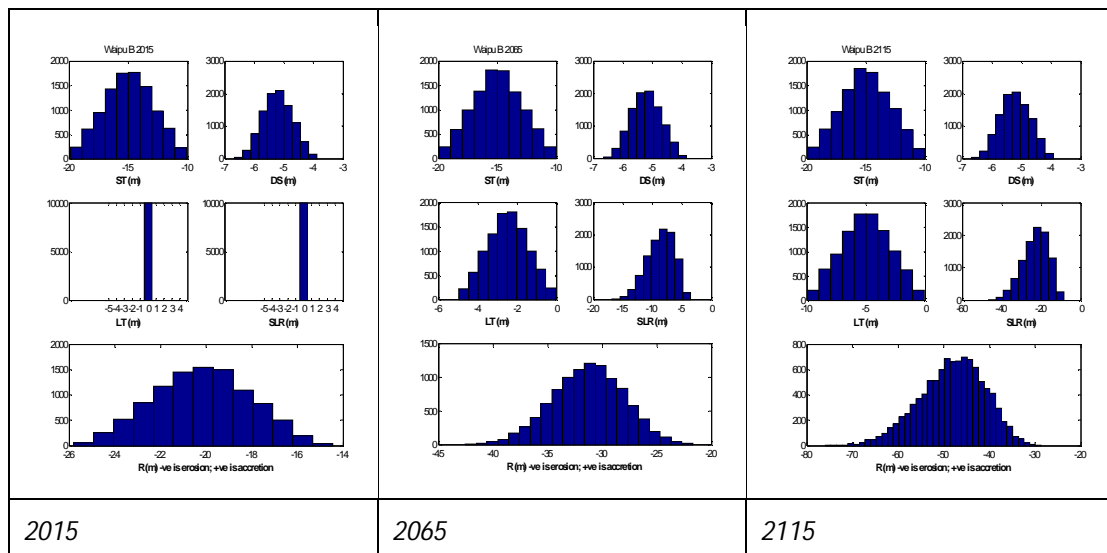 Waipu B 2015
2000
1500
1000
500
0
-20 -15 -10
ST (m)
3000
2000
1000
0
-7 -6 -5 -4 -3
DS (m)
10000
5000
0
-5-4-3-2-1 0 1 2 3 4
LT (m)
10000
5000
0
-5-4-3-2-1 0 1 2 3 4
SLR (m)
2000
1500
1000
500
0
-26 -24 -22 -20 -18 -16 -14
R (m) -ve is erosion; +ve is accretion
2015
Waipu B 2065
2000
1500
1000
500
0
-20 -15 -10
ST (m)
3000
2000
1000
0
-7 -6 -5 -4 -3
DS (m)
2000
1500
1000
500
0
-6 -4 -2 0
LT (m)
3000
2000
1000
0
-20 -15 -10 -5 0
SLR (m)
1500
1000
500
0
-45 -40 -35 -30 -25 -20
R (m) -ve is erosion; +ve is accretion
2065
Waipu B 2115
2000
1500
1000
500
0
-20 -15 -10
ST (m)
3000
2000
1000
0
-7 -6 -5 -4 -3
DS (m)
2000
1500
1000
500
0
-10 -5 0
LT (m)
3000
2000
1000
0
-60 -40 -20 0
SLR (m)
800
600
400
200
0
-80 -70 -60 -50 -40 -30 -20
R (m) -ve is erosion; +ve is accretion
2115